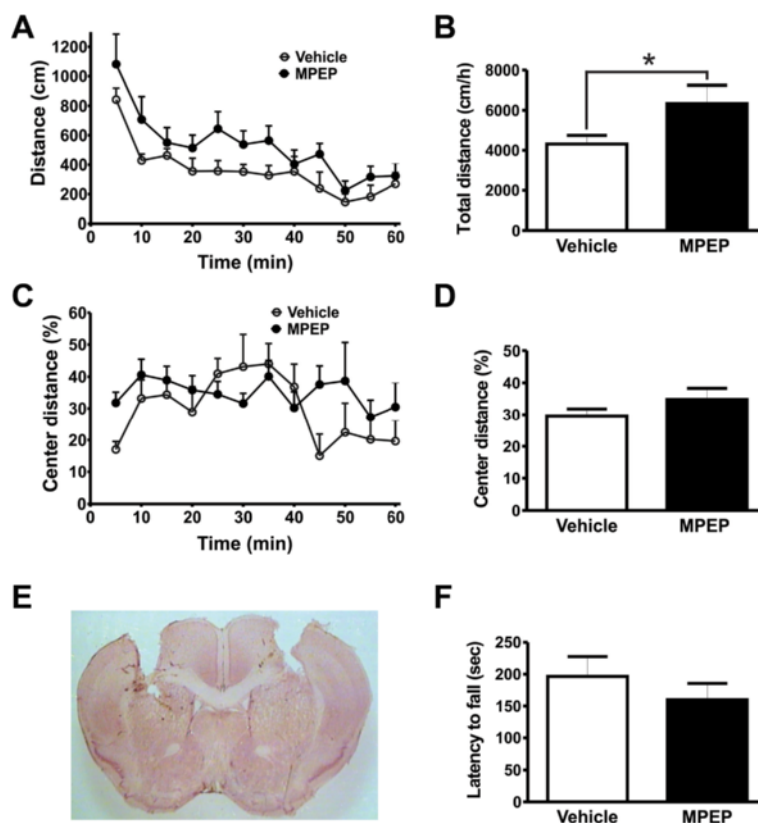 A
Distance (cm)
1200
1000
800
600
400
200
0
Vehicle
MPEP
0
10
20
30
40
50
60
Time (min)
B
*
Total distance (cm/h)
8000
6000
4000
2000
0
Vehicle
MPEP
C
Center distance (%)
60
50
40
30
20
10
0
Vehicle
MPEP
0
10
20
30
40
50
60
Time (min)
D
Center distance (%)
50
40
30
20
10
0
Vehicle
MPEP
E
F
Latency to fall (sec)
250
200
150
100
50
0
Vehicle
MPEP